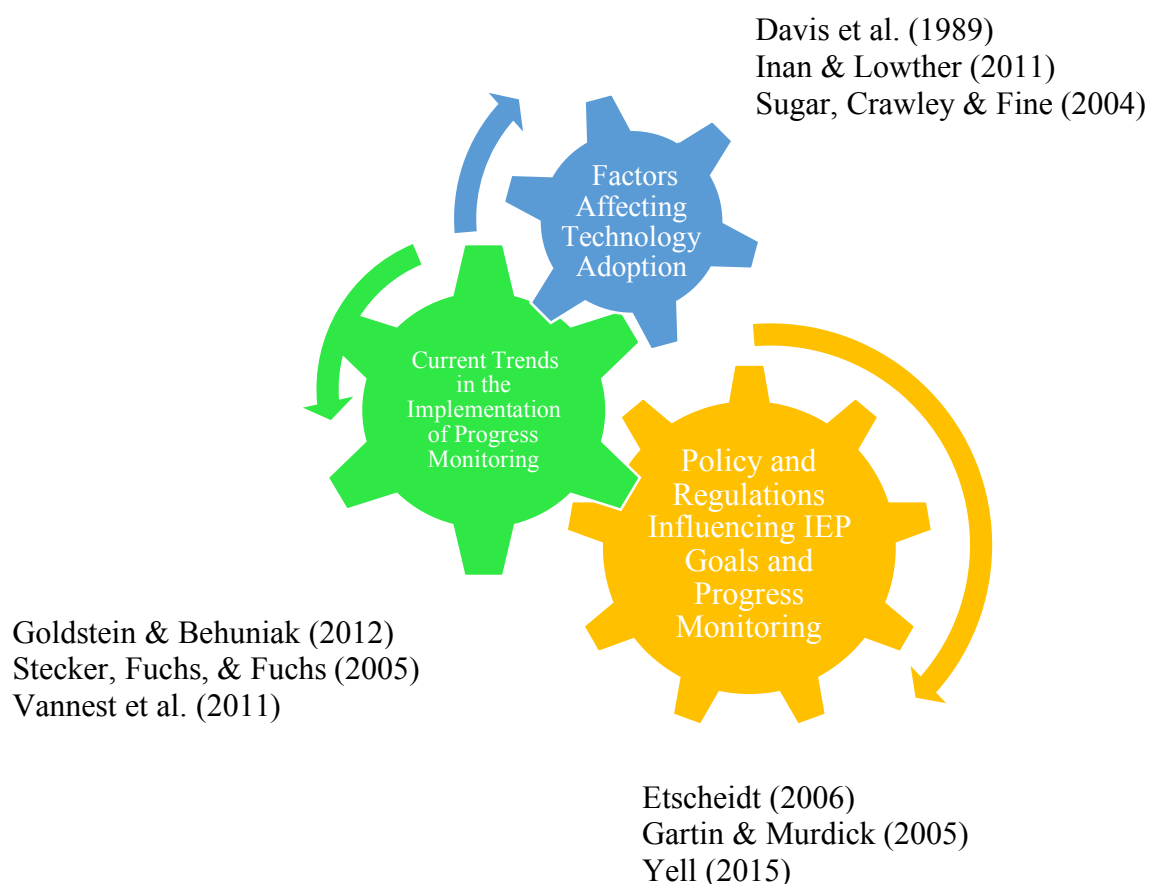 Davis et al. (1989)
Inan & Lowther (2011)
Sugar, Crawley & Fine (2004)
Factors
Affecting
Technology
Adoption
Current Trends
in the
Implementation
of Progress
Monitoring
Policy and
Regulations
Influencing IEP
Goals and
Progress
Monitoring
Goldstein & Behuniak (2012)
Stecker, Fuchs, & Fuchs (2005)
Vannest et al. (2011)
Etscheidt (2006)
Gartin & Murdick (2005)
Yell (2015)